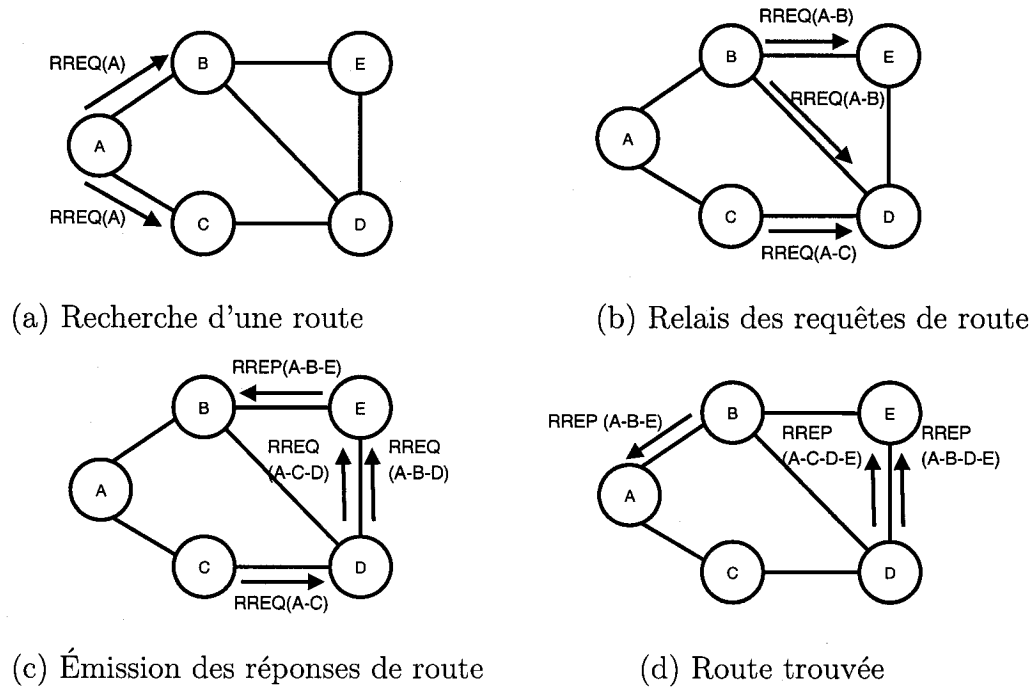 RREQ(A)
B
E
A
RREQ(A)
C
D
(a) Recherche d'une route
RREQ(A-B)
B
E
RREQ(A-B)
A
C
D
RREQ(A-C)
(b) Relais des requêtes de route
RREP(A-B-E)
B
E
RREQ
(A-C-D)
RREQ
(A-B-D)
A
C
D
RREQ(A-C)
(c) Émission des réponses de route
RREP (A-B-E)
B
E
RREP
(A-C-D-E)
RREP
(A-B-D-E)
A
C
D
(d) Route trouvée